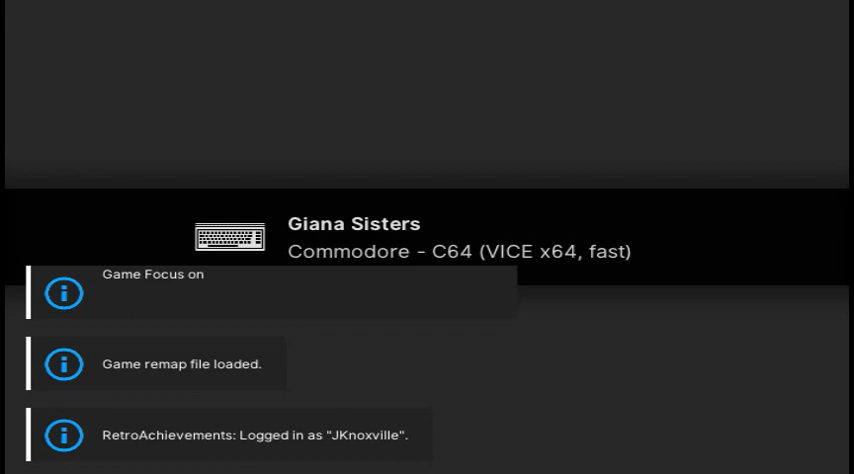 Giana Sisters
Commodore - C64 (VICE x64, fast)
Game Focus on
Game remap file loaded.
RetroAchievements: Logged in as "JKnoxville".